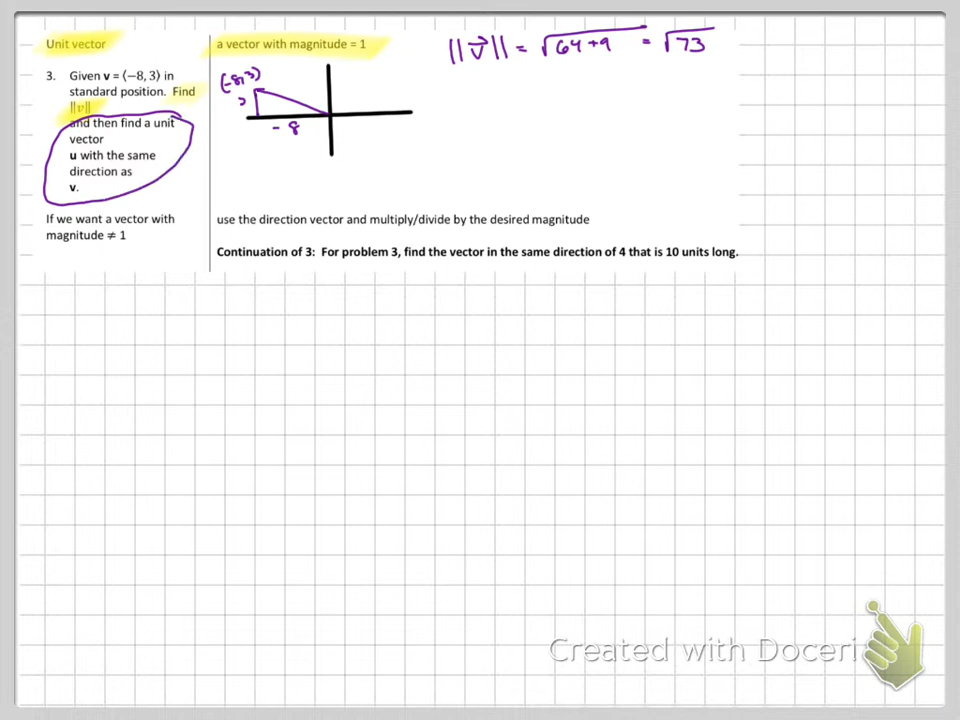 Unit vector
a vector with magnitude = 1
||v⃗|| = √64+9 = √73
3. Given v = ⟨−8, 3⟩ in
standard position. Find
||v||
and then find a unit
vector
u with the same
direction as
v.
(-8,3)
3
-8
If we want a vector with
magnitude ≠ 1
use the direction vector and multiply/divide by the desired magnitude
Continuation of 3: For problem 3, find the vector in the same direction of 4 that is 10 units long.
Created with Doceri